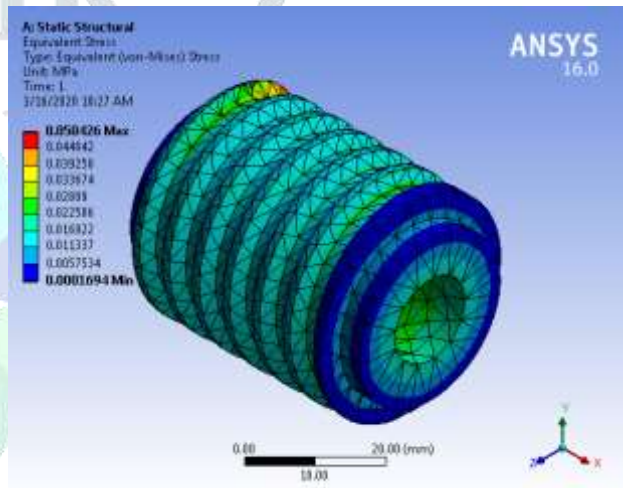 A: Static Structural
Equivalent Stress
Type: Equivalent (von-Mises) Stress
Unit: MPa
Time: 1
3/16/2020 10:27 AM
ANSYS
16.0
0.050426 Max
0.044842
0.039258
0.033674
0.02809
0.022506
0.016922
0.011337
0.0057534
0.0001694 Min
0.00
20.00 (mm)
10.00
Y
Z
X